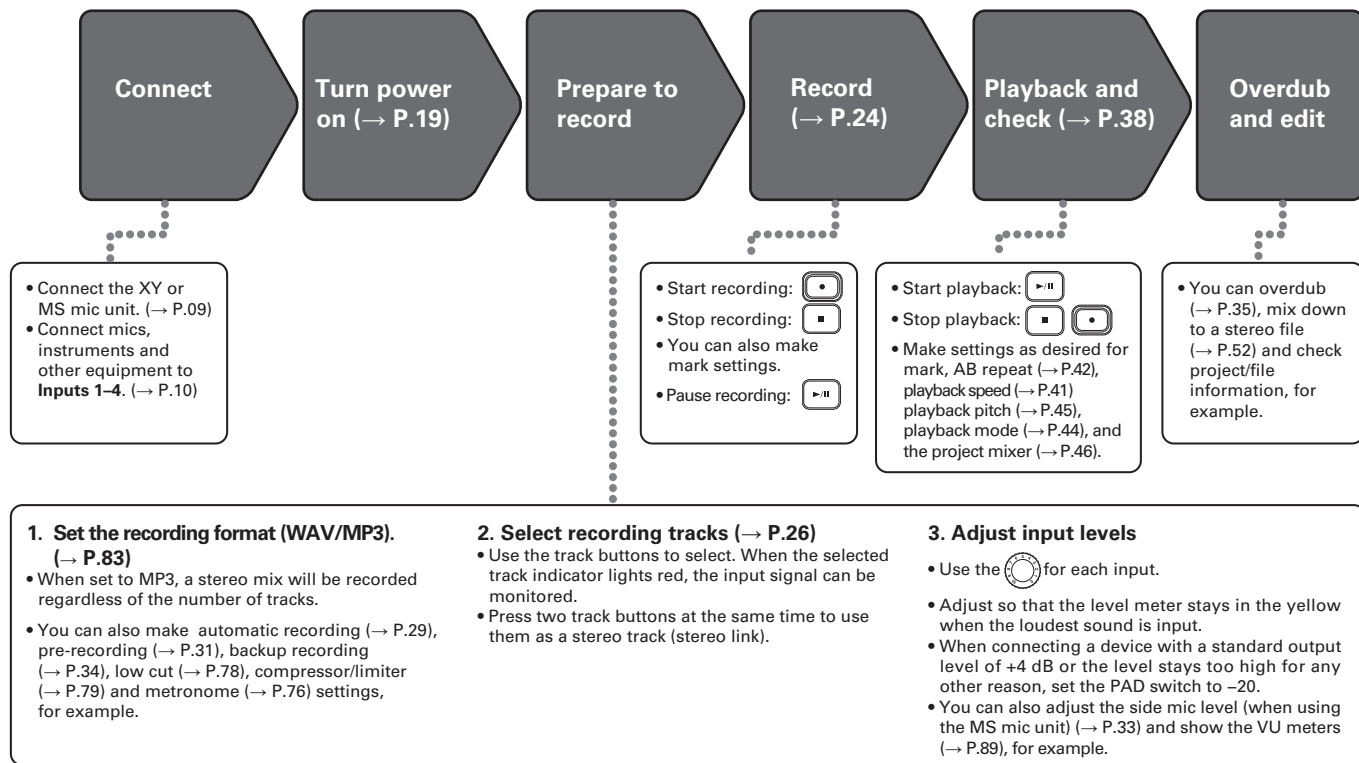 Connect
Turn power
on (→ P.19)
Prepare to
record
Record
(→ P.24)
Playback and
check (→ P.38)
Overdub
and edit
• Connect the XY or
MS mic unit. (→ P.09)
• Connect mics,
instruments and
other equipment to
Inputs 1–4. (→ P.10)
• Start recording:
• Stop recording:
• You can also make
mark settings.
• Pause recording:
• Start playback:
• Stop playback:
• Make settings as desired for
mark, AB repeat (→ P.42),
playback speed (→ P.41)
playback pitch (→ P.45),
playback mode (→ P.44), and
the project mixer (→ P.46).
• You can overdub
(→ P.35), mix down
to a stereo file
(→ P.52) and check
project/file
information, for
example.
1. Set the recording format (WAV/MP3).
(→ P.83)
• When set to MP3, a stereo mix will be recorded
regardless of the number of tracks.
• You can also make automatic recording (→ P.29),
pre-recording (→ P.31), backup recording
(→ P.34), low cut (→ P.78), compressor/limiter
(→ P.79) and metronome (→ P.76) settings,
for example.
2. Select recording tracks (→ P.26)
• Use the track buttons to select. When the selected
track indicator lights red, the input signal can be
monitored.
• Press two track buttons at the same time to use
them as a stereo track (stereo link).
3. Adjust input levels
• Use the for each input.
• Adjust so that the level meter stays in the yellow
when the loudest sound is input.
• When connecting a device with a standard output
level of +4 dB or the level stays too high for any
other reason, set the PAD switch to −20.
• You can also adjust the side mic level (when using
the MS mic unit) (→ P.33) and show the VU meters
(→ P.89), for example.